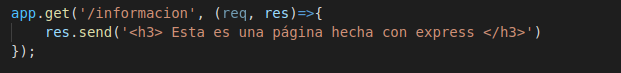 app.get('/informacion', (req, res)=>{
    res.send('<h3> Esta es una página hecha con express </h3>')
});